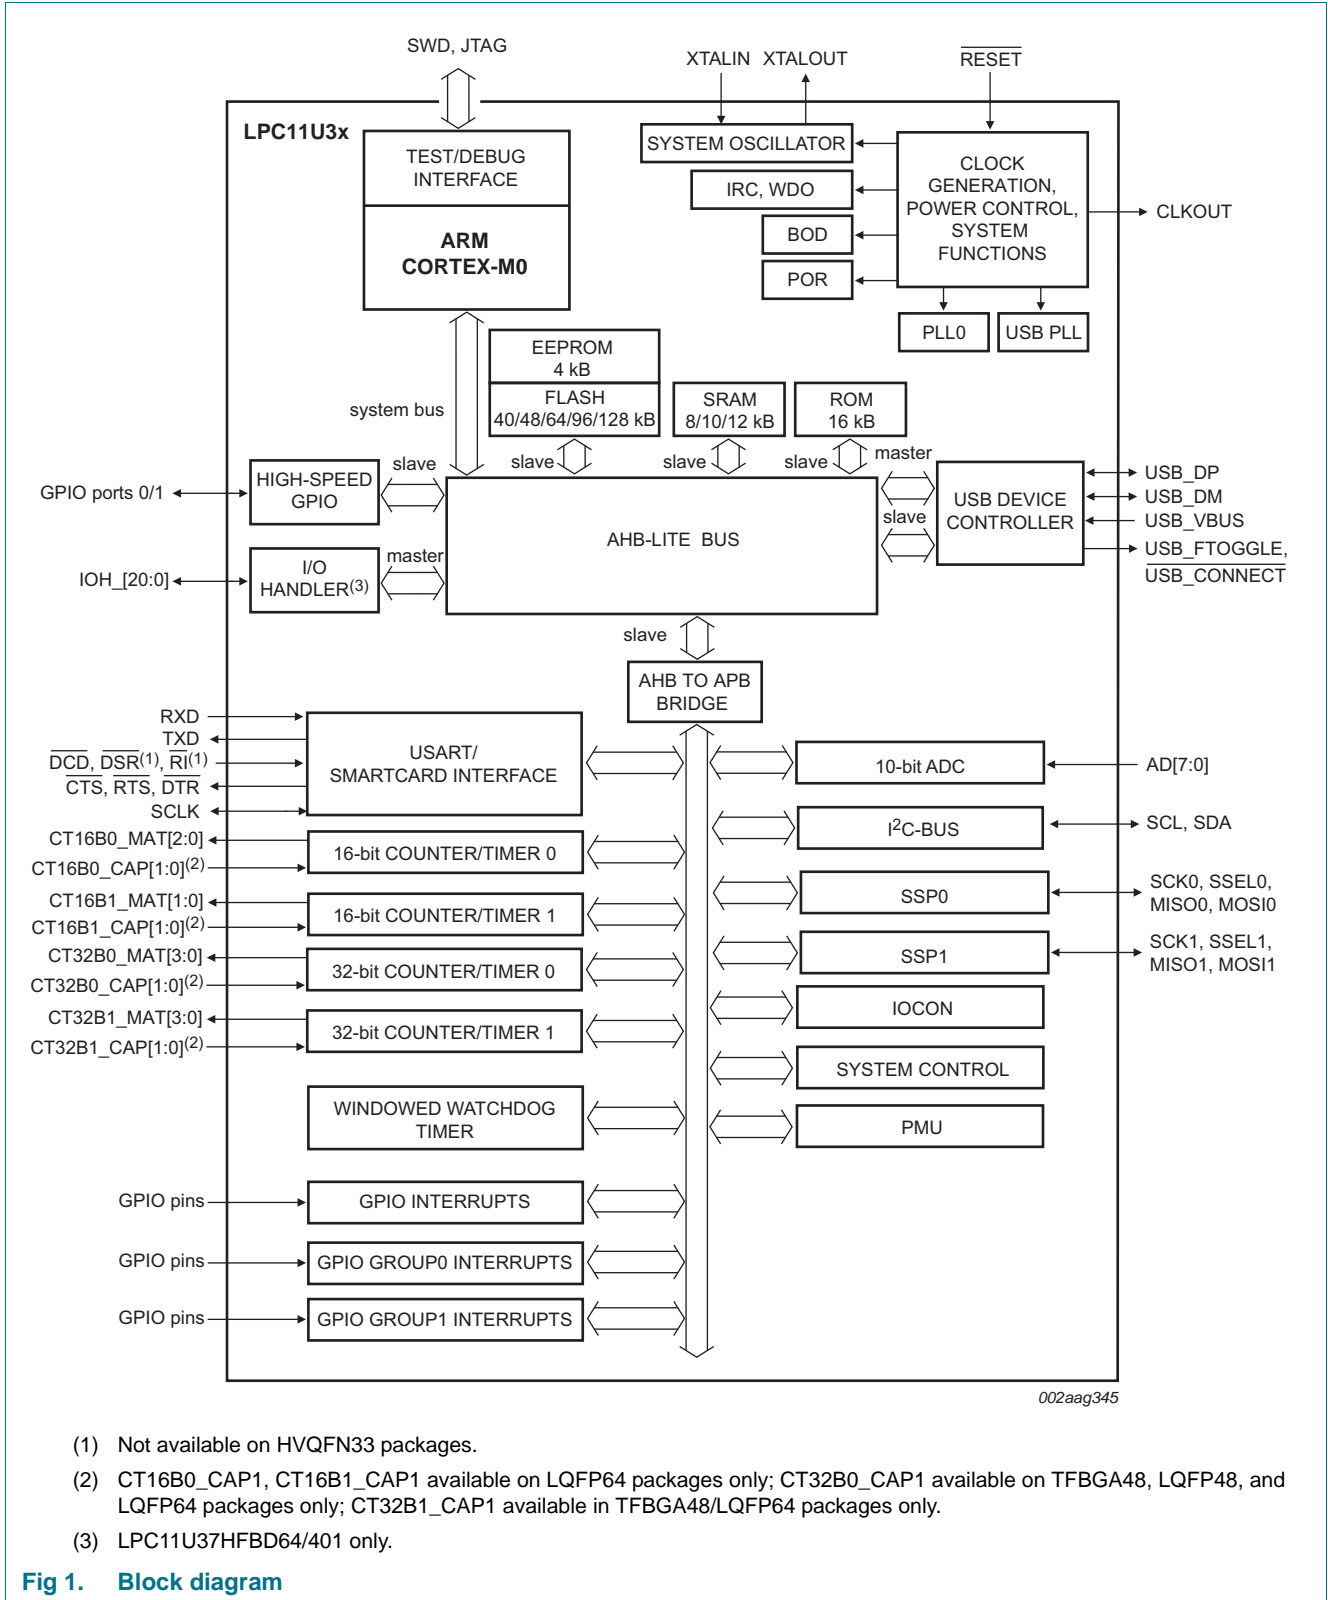 SWD, JTAG
XTALIN XTALOUT
RESET
LPC11U3x
TEST/DEBUG
INTERFACE
ARM
CORTEX-M0
SYSTEM OSCILLATOR
IRC, WDO
BOD
POR
CLOCK
GENERATION,
POWER CONTROL,
SYSTEM
FUNCTIONS
CLKOUT
PLL0
USB PLL
EEPROM
4 kB
FLASH
40/48/64/96/128 kB
SRAM
8/10/12 kB
ROM
16 kB
system bus
slave
slave
slave
slave
master
GPIO ports 0/1
HIGH-SPEED
GPIO
AHB-LITE BUS
slave
USB DEVICE
CONTROLLER
USB_DP
USB_DM
USB_VBUS
USB_FTOGGLE,
USB_CONNECT
IOH_[20:0]
I/O
HANDLER(3)
master
slave
AHB TO APB
BRIDGE
RXD
TXD
DCD, DSR(1), RI(1)
CTS, RTS, DTR
SCLK
USART/
SMARTCARD INTERFACE
10-bit ADC
AD[7:0]
CT16B0_MAT[2:0]
CT16B0_CAP[1:0](2)
16-bit COUNTER/TIMER 0
I2C-BUS
SCL, SDA
CT16B1_MAT[1:0]
CT16B1_CAP[1:0](2)
16-bit COUNTER/TIMER 1
SSP0
SCK0, SSEL0,
MISO0, MOSI0
CT32B0_MAT[3:0]
CT32B0_CAP[1:0](2)
32-bit COUNTER/TIMER 0
SSP1
SCK1, SSEL1,
MISO1, MOSI1
CT32B1_MAT[3:0]
CT32B1_CAP[1:0](2)
32-bit COUNTER/TIMER 1
IOCON
SYSTEM CONTROL
WINDOWED WATCHDOG
TIMER
PMU
GPIO pins
GPIO INTERRUPTS
GPIO pins
GPIO GROUP0 INTERRUPTS
GPIO pins
GPIO GROUP1 INTERRUPTS
002aag345
(1) Not available on HVQFN33 packages.
(2) CT16B0_CAP1, CT16B1_CAP1 available on LQFP64 packages only; CT32B0_CAP1 available on TFBGA48, LQFP48, and
LQFP64 packages only; CT32B1_CAP1 available in TFBGA48/LQFP64 packages only.
(3) LPC11U37HFBD64/401 only.
Fig 1. Block diagram